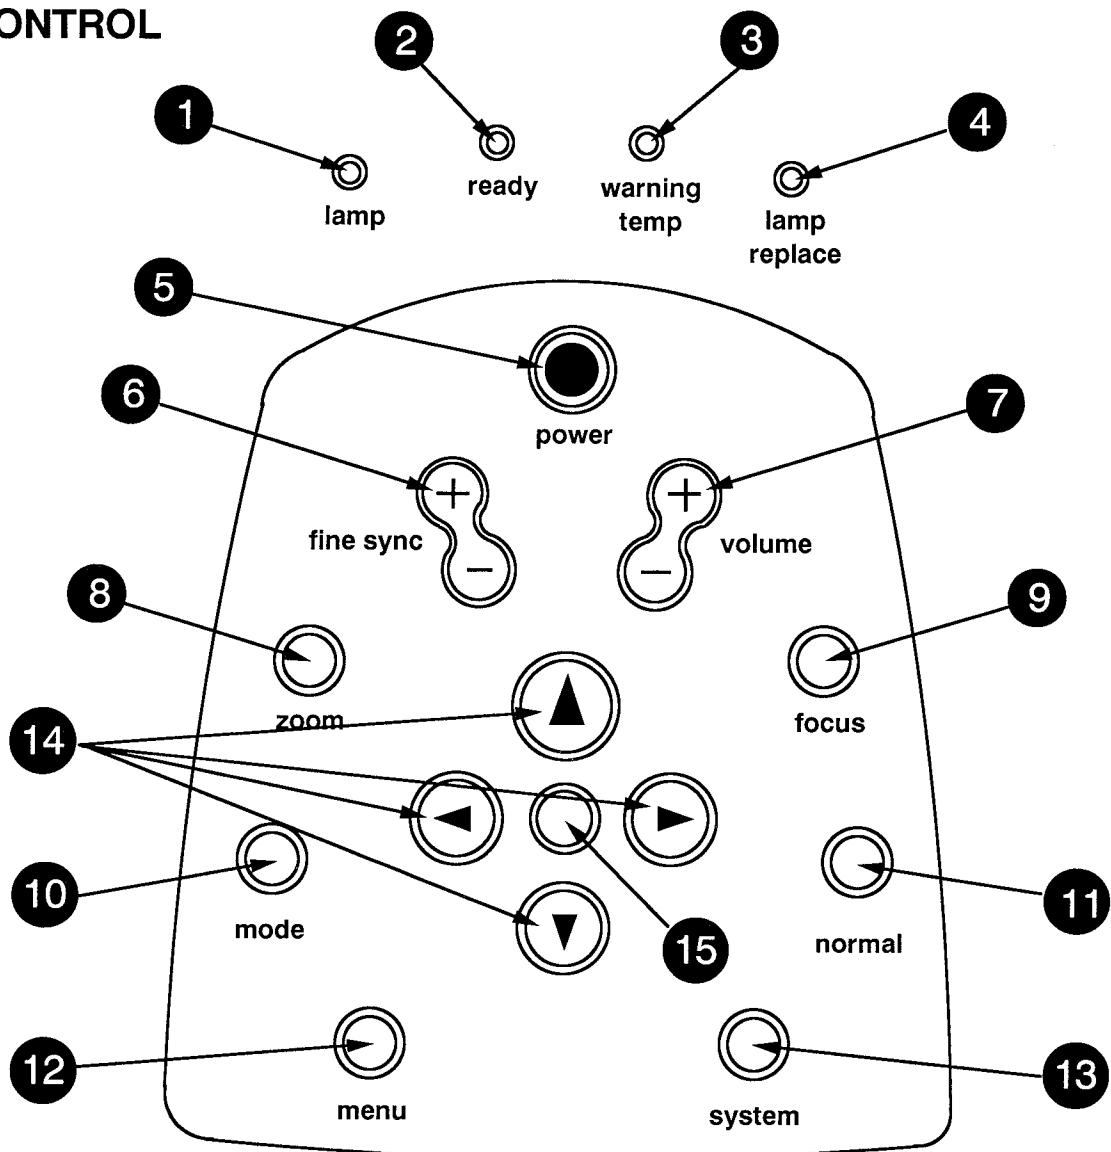 ONTROL
2
3
1
4
ready
warning
temp
lamp
lamp
replace
5
6
7
power
+
+
fine sync
volume
−
−
8
9
zoom
focus
14
10
11
mode
normal
15
12
13
menu
system